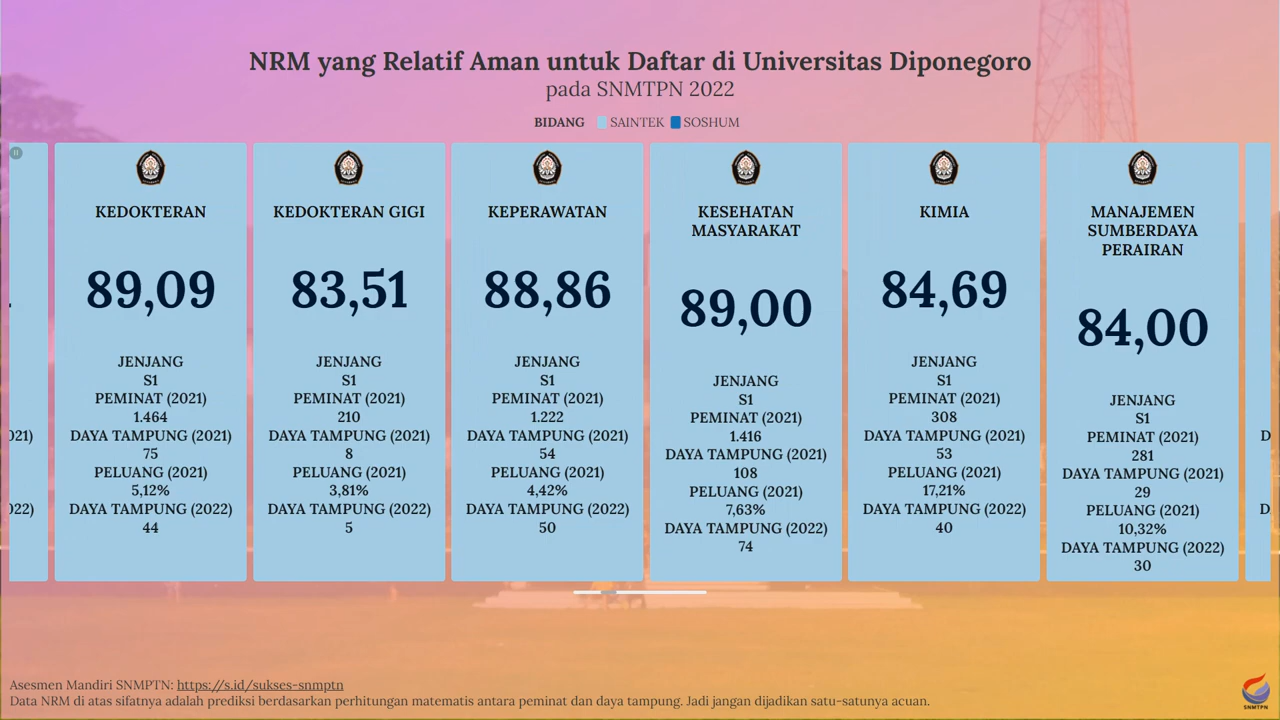 NRM yang Relatif Aman untuk Daftar di Universitas Diponegoro
pada SNMTPN 2022
BIDANG SAINTEK SOSHUM
KEDOKTERAN
89,09
JENJANG
S1
PEMINAT (2021)
1.464
DAYA TAMPUNG (2021)
75
PELUANG (2021)
5,12%
DAYA TAMPUNG (2022)
44
KEDOKTERAN GIGI
83,51
JENJANG
S1
PEMINAT (2021)
210
DAYA TAMPUNG (2021)
8
PELUANG (2021)
3,81%
DAYA TAMPUNG (2022)
5
KEPERAWATAN
88,86
JENJANG
S1
PEMINAT (2021)
1.222
DAYA TAMPUNG (2021)
54
PELUANG (2021)
4,42%
DAYA TAMPUNG (2022)
50
KESEHATAN
MASYARAKAT
89,00
JENJANG
S1
PEMINAT (2021)
1.416
DAYA TAMPUNG (2021)
108
PELUANG (2021)
7,63%
DAYA TAMPUNG (2022)
74
KIMIA
84,69
JENJANG
S1
PEMINAT (2021)
308
DAYA TAMPUNG (2021)
53
PELUANG (2021)
17,21%
DAYA TAMPUNG (2022)
40
MANAJEMEN
SUMBERDAYA
PERAIRAN
84,00
JENJANG
S1
PEMINAT (2021)
281
DAYA TAMPUNG (2021)
29
PELUANG (2021)
10,32%
DAYA TAMPUNG (2022)
30
Asesmen Mandiri SNMPTN: https://s.id/sukses-snmptn
Data NRM di atas sifatnya adalah prediksi berdasarkan perhitungan matematis antara peminat dan daya tampung. Jadi jangan dijadikan satu-satunya acuan.
SNMTPN